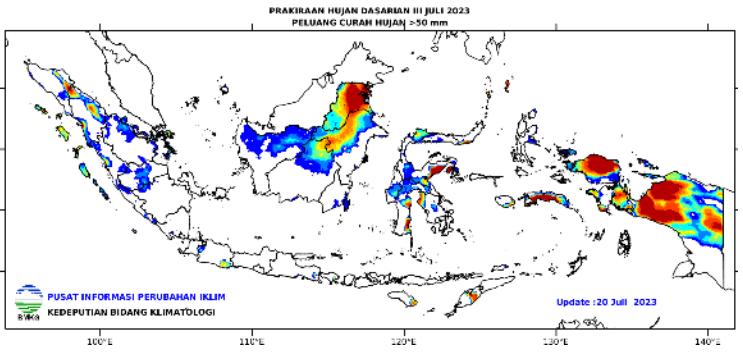 PRAKIRAAN HUJAN DASARIAN III JULI 2023
PELUANG CURAH HUJAN >50 mm
PUSAT INFORMASI PERUBAHAN IKLIM
BMKG
KEDEPUTIAN BIDANG KLIMATOLOGI
Update :20 Juli 2023
100°E 110°E 120°E 130°E 140°E